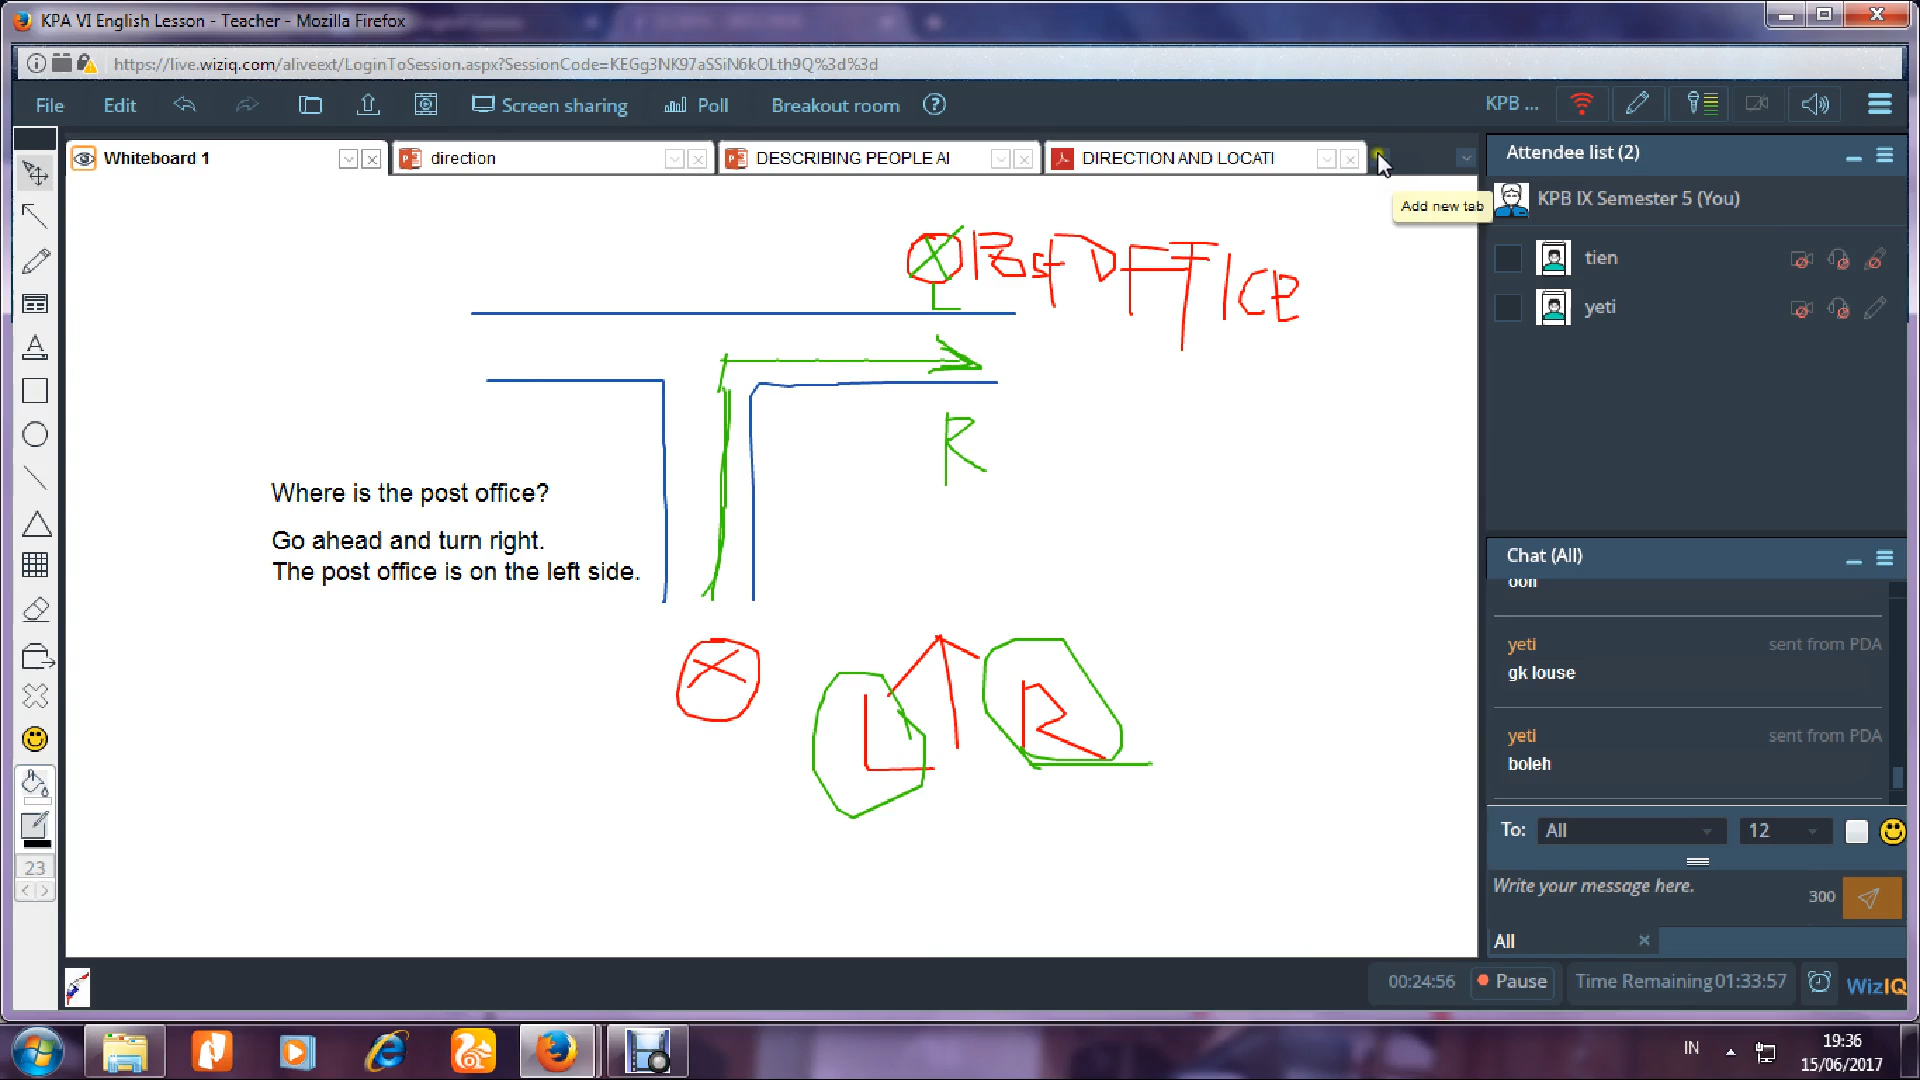 KPA VI English Lesson - Teacher - Mozilla Firefox
https://live.wiziq.com/aliveext/LoginToSession.aspx?SessionCode=KEGg3NK97aSSiN6kOLth9Q%3d%3d
File Edit Screen sharing Poll Breakout room ? KPB ...
Whiteboard 1
direction
DESCRIBING PEOPLE AI
DIRECTION AND LOCATI
Add new tab
POST OFFICE
L
R
Where is the post office?
Go ahead and turn right.
The post office is on the left side.
L
R
23
Attendee list (2)
KPB IX Semester 5 (You)
tien
yeti
Chat (All)
ooh
yeti sent from PDA
gk louse
yeti sent from PDA
boleh
To: All 12
Write your message here. 300
All
00:24:56 Pause Time Remaining 01:33:57 WizIQ
IN 19:36
15/06/2017